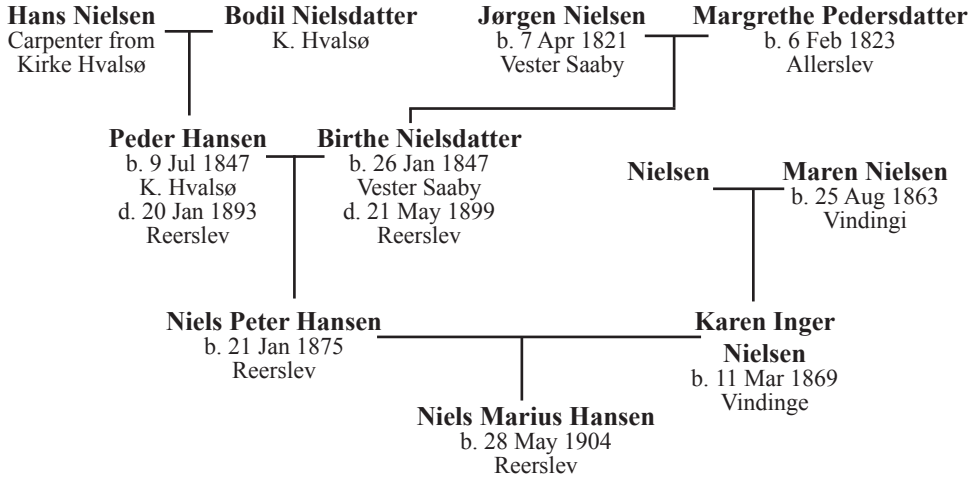 Hans Nielsen
Carpenter from
Kirke Hvalsø
Bodil Nielsdatter
K. Hvalsø
Jørgen Nielsen
b. 7 Apr 1821
Vester Saaby
Margrethe Pedersdatter
b. 6 Feb 1823
Allerslev
Peder Hansen
b. 9 Jul 1847
K. Hvalsø
d. 20 Jan 1893
Reerslev
Birthe Nielsdatter
b. 26 Jan 1847
Vester Saaby
d. 21 May 1899
Reerslev
Nielsen
Maren Nielsen
b. 25 Aug 1863
Vindingi
Niels Peter Hansen
b. 21 Jan 1875
Reerslev
Karen Inger
Nielsen
b. 11 Mar 1869
Vindinge
Niels Marius Hansen
b. 28 May 1904
Reerslev